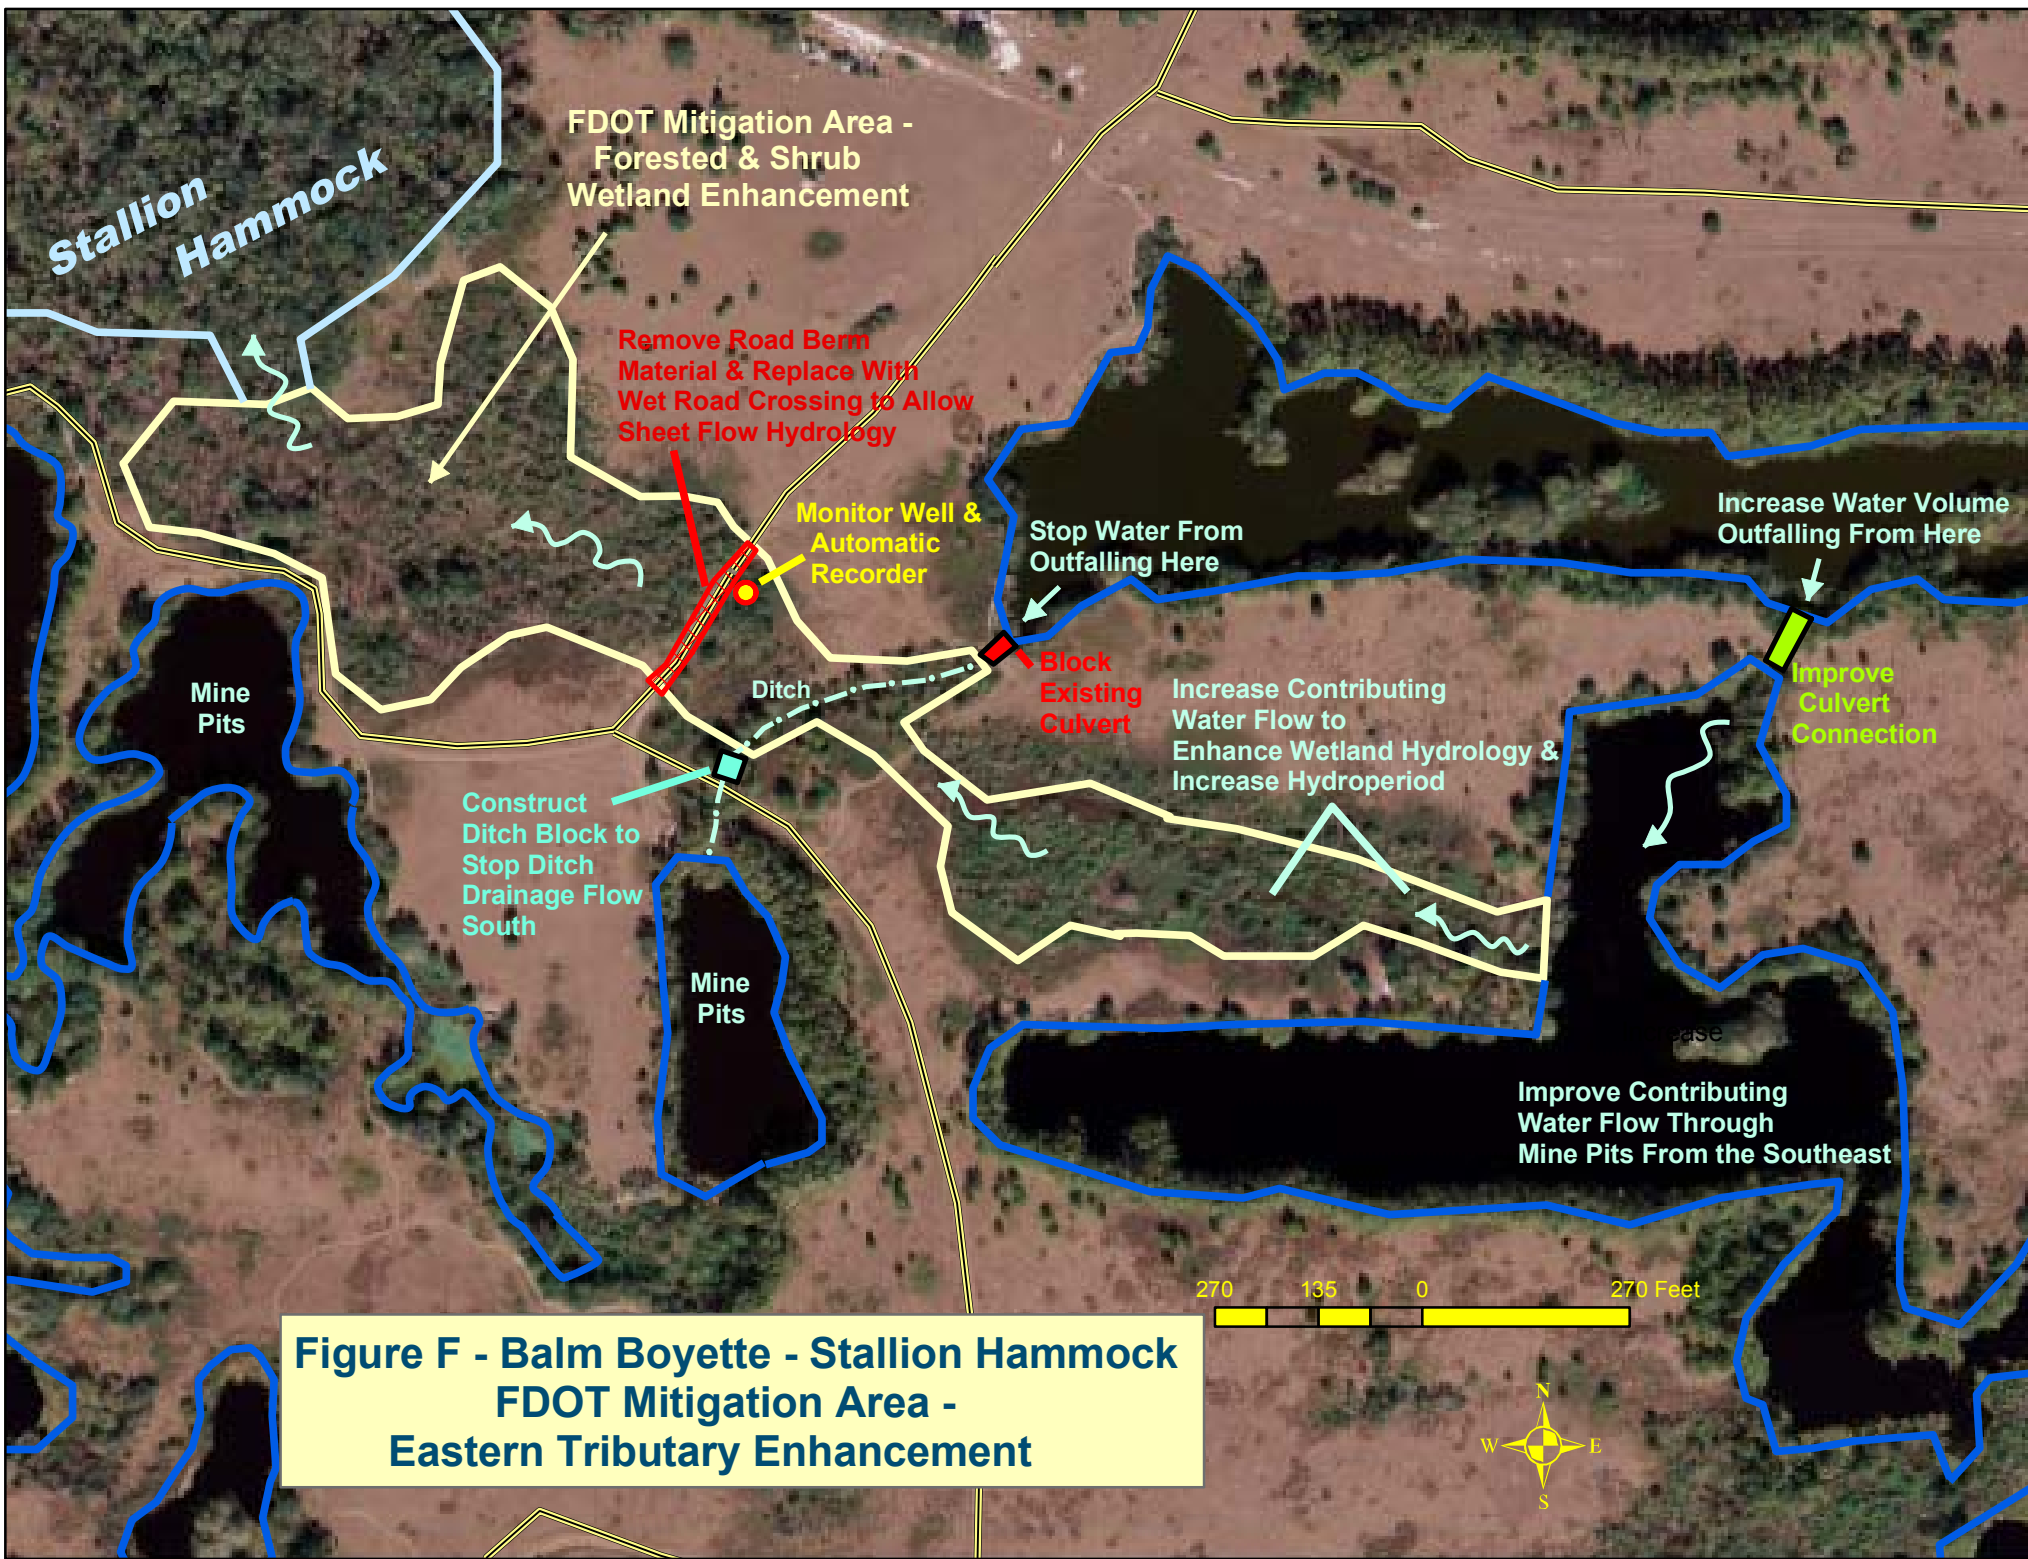 FDOT Mitigation Area -
Forested & Shrub
Wetland Enhancement
Stallion
Hammock
Remove Road Berm
Material & Replace With
Wet Road Crossing to Allow
Sheet Flow Hydrology
Monitor Well &
Automatic
Recorder
Stop Water From
Outfalling Here
Increase Water Volume
Outfalling From Here
Block
Existing
Culvert
Improve
Culvert
Connection
Ditch
Increase Contributing
Water Flow to
Enhance Wetland Hydrology &
Increase Hydroperiod
Mine
Pits
Construct
Ditch Block to
Stop Ditch
Drainage Flow
South
Mine
Pits
Improve Contributing
Water Flow Through
Mine Pits From the Southeast
270 135 0 270 Feet
Figure F - Balm Boyette - Stallion Hammock
FDOT Mitigation Area -
Eastern Tributary Enhancement
N
W E
S